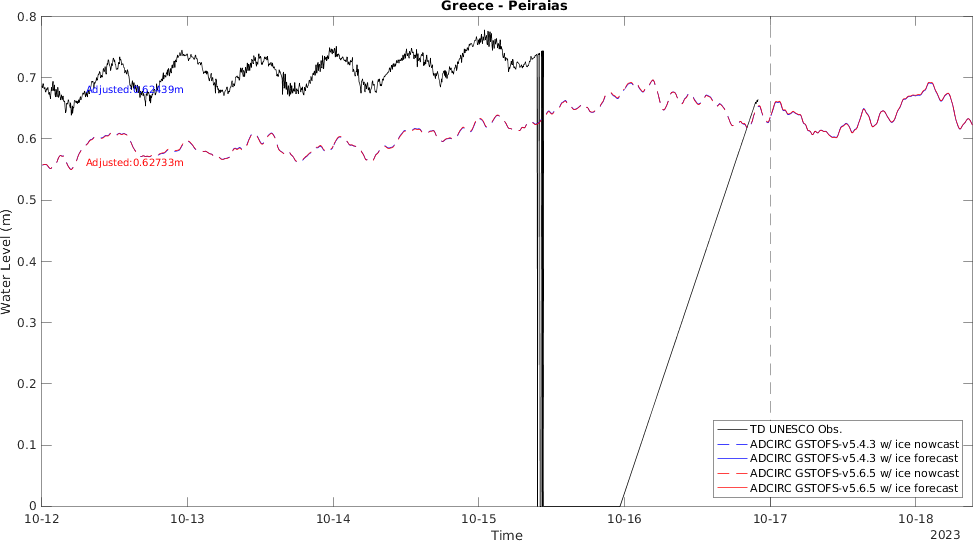 Greece - Peiraias
0.8
0.7
0.6
0.5
0.4
0.3
0.2
0.1
0
Water Level (m)
Adjusted:0.62439m
Adjusted:0.62733m
TD UNESCO Obs.
ADCIRC GSTOFS-v5.4.3 w/ ice nowcast
ADCIRC GSTOFS-v5.4.3 w/ ice forecast
ADCIRC GSTOFS-v5.6.5 w/ ice nowcast
ADCIRC GSTOFS-v5.6.5 w/ ice forecast
10-12 10-13 10-14 10-15 10-16 10-17 10-18
Time
2023